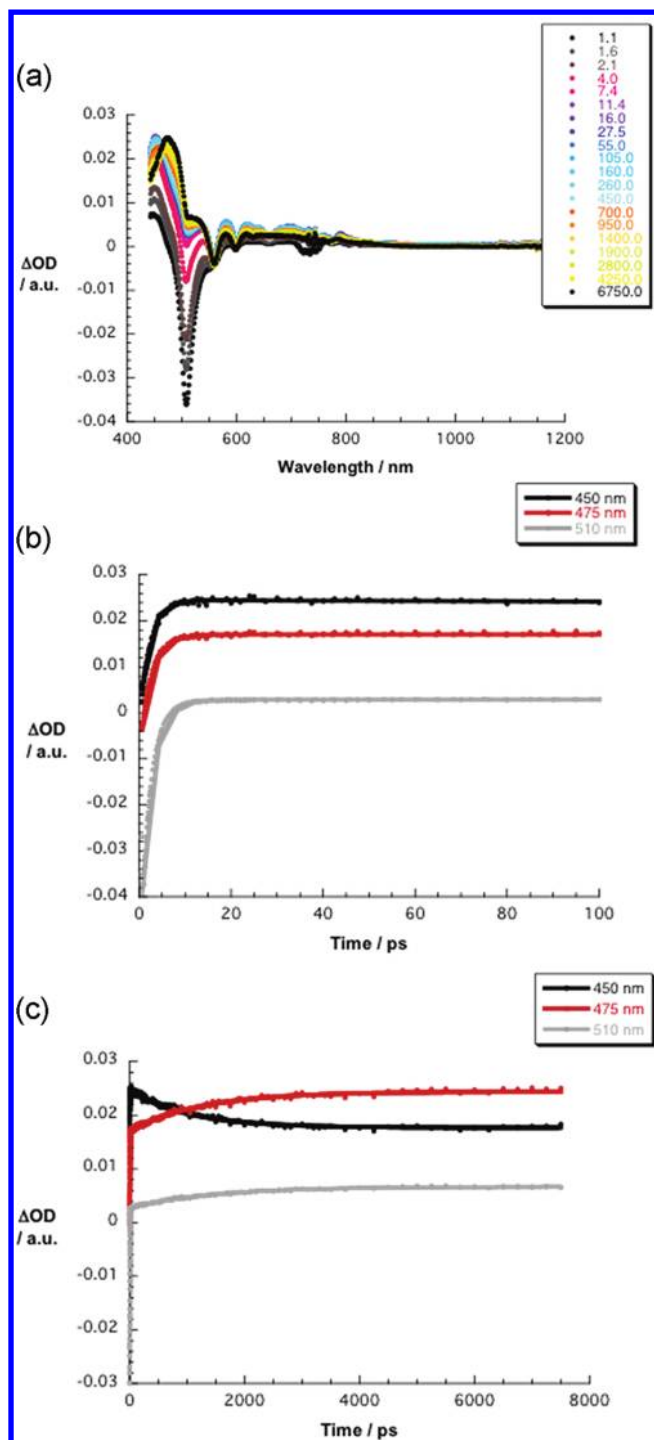 (a)
1.1
1.6
2.1
4.0
7.4
11.4
16.0
27.5
55.0
105.0
160.0
260.0
450.0
700.0
950.0
1400.0
1900.0
2800.0
4250.0
6750.0
0.03
0.02
0.01
0
-0.01
-0.02
-0.03
-0.04
ΔOD
/ a.u.
400 600 800 1000 1200
Wavelength / nm
(b)
450 nm
475 nm
510 nm
0.03
0.02
0.01
0
-0.01
-0.02
-0.03
-0.04
ΔOD
/ a.u.
0 20 40 60 80 100
Time / ps
(c)
450 nm
475 nm
510 nm
0.03
0.02
0.01
0
-0.01
-0.02
-0.03
ΔOD
/ a.u.
0 2000 4000 6000 8000
Time / ps